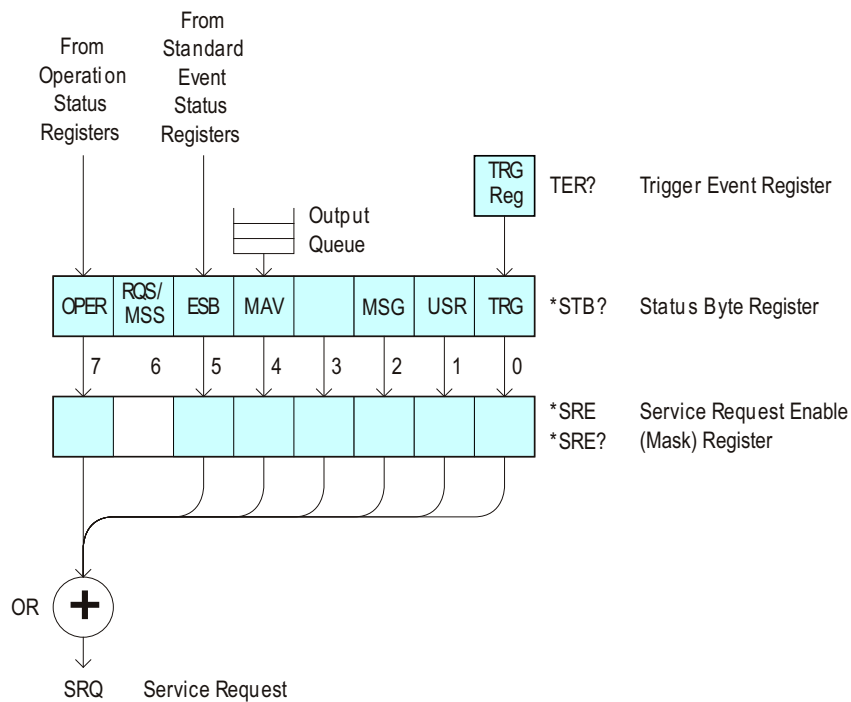 From
Operation
Status
Registers
From
Standard
Event
Status
Registers
Output
Queue
TRG
Reg
TER? Trigger Event Register
OPER RQS/
MSS ESB MAV MSG USR TRG *STB? Status Byte Register
7 6 5 4 3 2 1 0
*SRE Service Request Enable
*SRE? (Mask) Register
OR +
SRQ Service Request